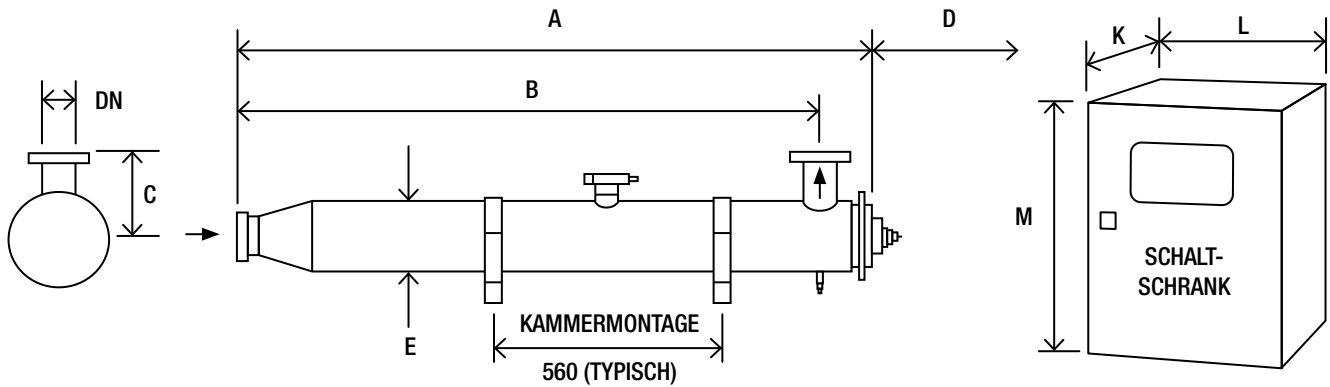 A
D
K
L
DN
B
C
M
E
KAMMERMONTAGE
560 (TYPISCH)
SCHALT-
SCHRANK